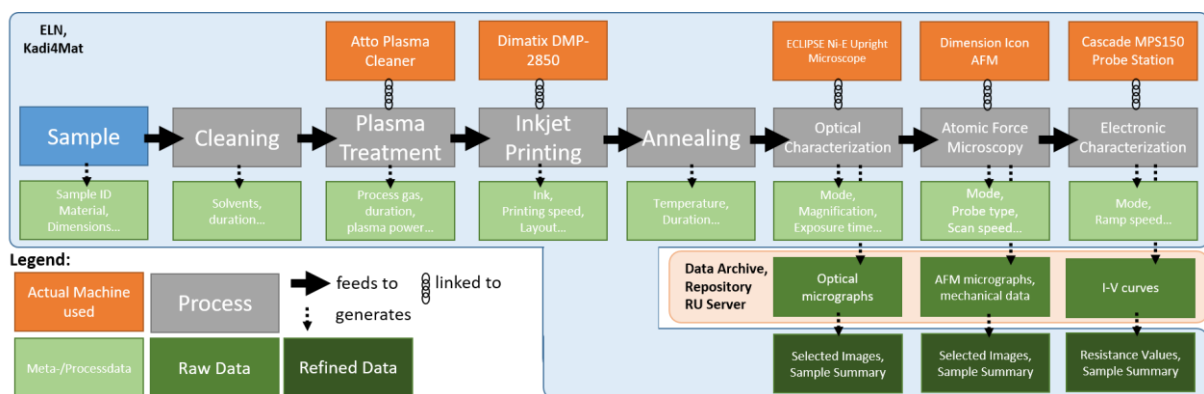 ELN,
Kadi4Mat
Atto Plasma
Cleaner
Dimatix DMP-
2850
ECLIPSE Ni-E Upright
Microscope
Dimension Icon
AFM
Cascade MPS150
Probe Station
Sample
Cleaning
Plasma
Treatment
Inkjet
Printing
Annealing
Optical
Characterization
Atomic Force
Microscopy
Electronic
Characterization
Sample ID
Material,
Dimensions...
Solvents,
duration...
Process gas,
duration,
plasma power...
Ink,
Printing speed,
Layout...
Temperature,
Duration...
Mode,
Magnification,
Exposure time...
Mode,
Probe type,
Scan speed...
Mode,
Ramp speed...
Legend:
Actual Machine
used
Process
feeds to
linked to
generates
Meta-/Processdata
Raw Data
Refined Data
Data Archive,
Repository
RU Server
Optical
micrographs
AFM micrographs,
mechanical data
I-V curves
Selected Images,
Sample Summary
Selected Images,
Sample Summary
Resistance Values,
Sample Summary